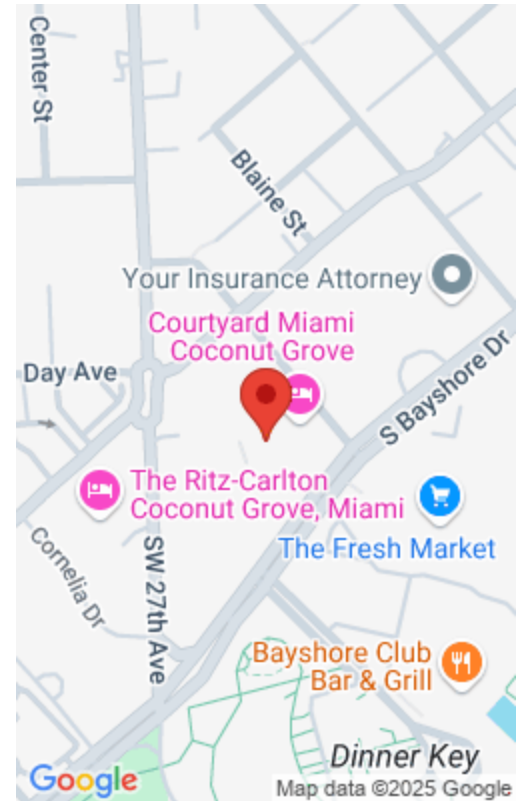 Center St
Blaine St
Your Insurance Attorney
Courtyard Miami
Coconut Grove
Day Ave
S Bayshore Dr
The Ritz-Carlton
Coconut Grove, Miami
The Fresh Market
Cornelia Dr
SW 27th Ave
Bayshore Club
Bar & Grill
Dinner Key
Google
Map data ©2025 Google